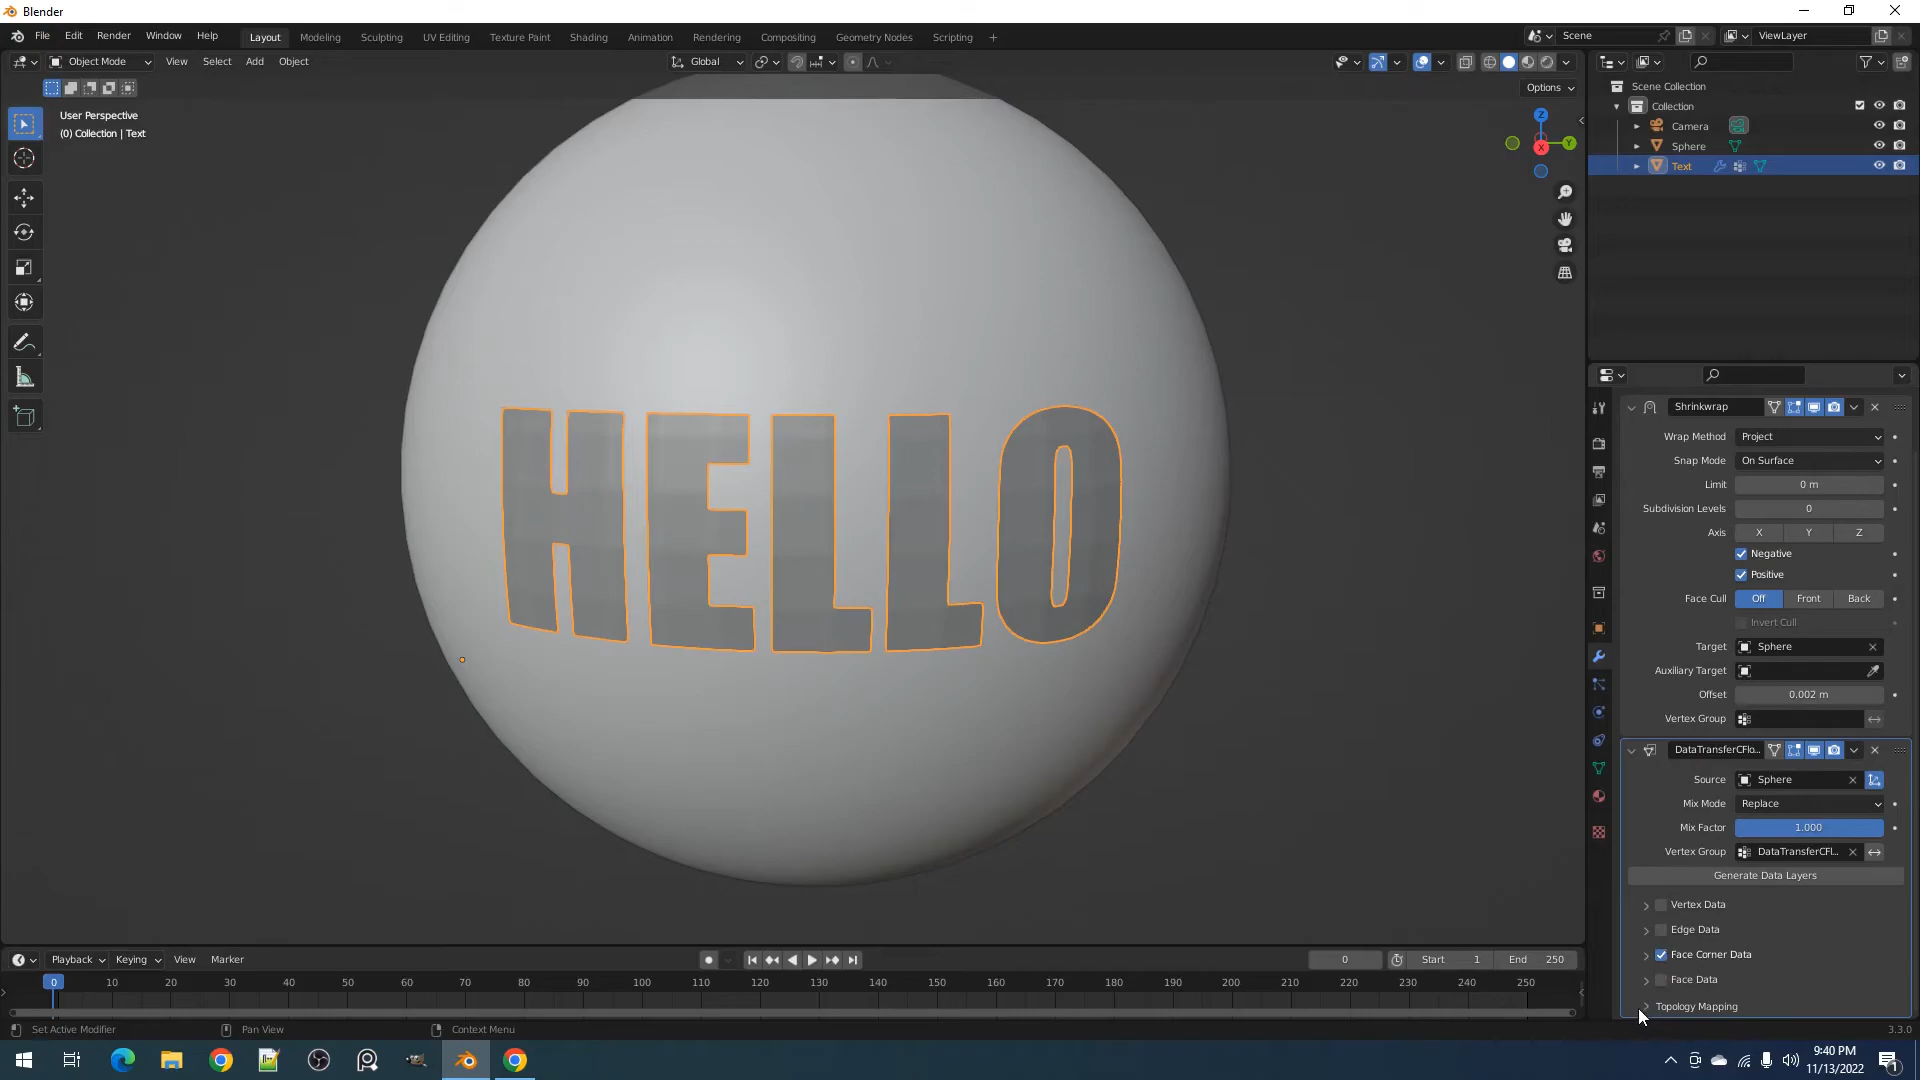 Blender
File Edit Render Window Help Layout Modeling Sculpting UV Editing Texture Paint Shading Animation Rendering Compositing Geometry Nodes Scripting + Scene ViewLayer
Object Mode View Select Add Object Global
Options
User Perspective
(0) Collection | Text
Z
Y
X
Scene Collection
Collection
Camera
Sphere
Text
HELLO
Shrinkwrap
Wrap Method Project
Snap Mode On Surface
Limit 0 m
Subdivision Levels 0
Axis X Y Z
Negative
Positive
Face Cull Off Front Back
Invert Cull
Target Sphere
Auxiliary Target
Offset 0.002 m
Vertex Group
DataTransferCFlo...
Source Sphere
Mix Mode Replace
Mix Factor 1.000
Vertex Group DataTransferCFl...
Generate Data Layers
Vertex Data
Edge Data
Face Corner Data
Face Data
Topology Mapping
Playback Keying View Marker 0 Start 1 End 250
0 10 20 30 40 50 60 70 80 90 100 110 120 130 140 150 160 170 180 190 200 210 220 230 240 250
Set Active Modifier Pan View Context Menu 3.3.0
9:40 PM
11/13/2022
1